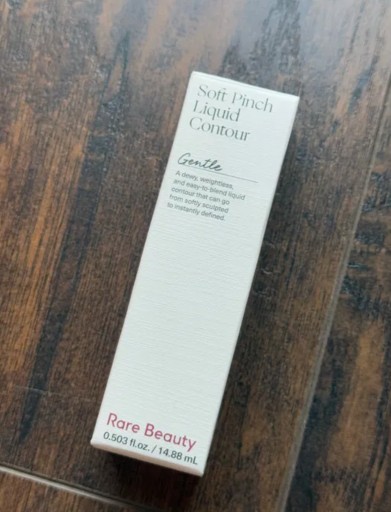 Soft Pinch
Liquid
Contour
Gentle
A dewy, weightless,
and easy-to-blend liquid
contour that can go
from softly sculpted
to instantly defined.
Rare Beauty
0.503 fl.oz. / 14.88 mL